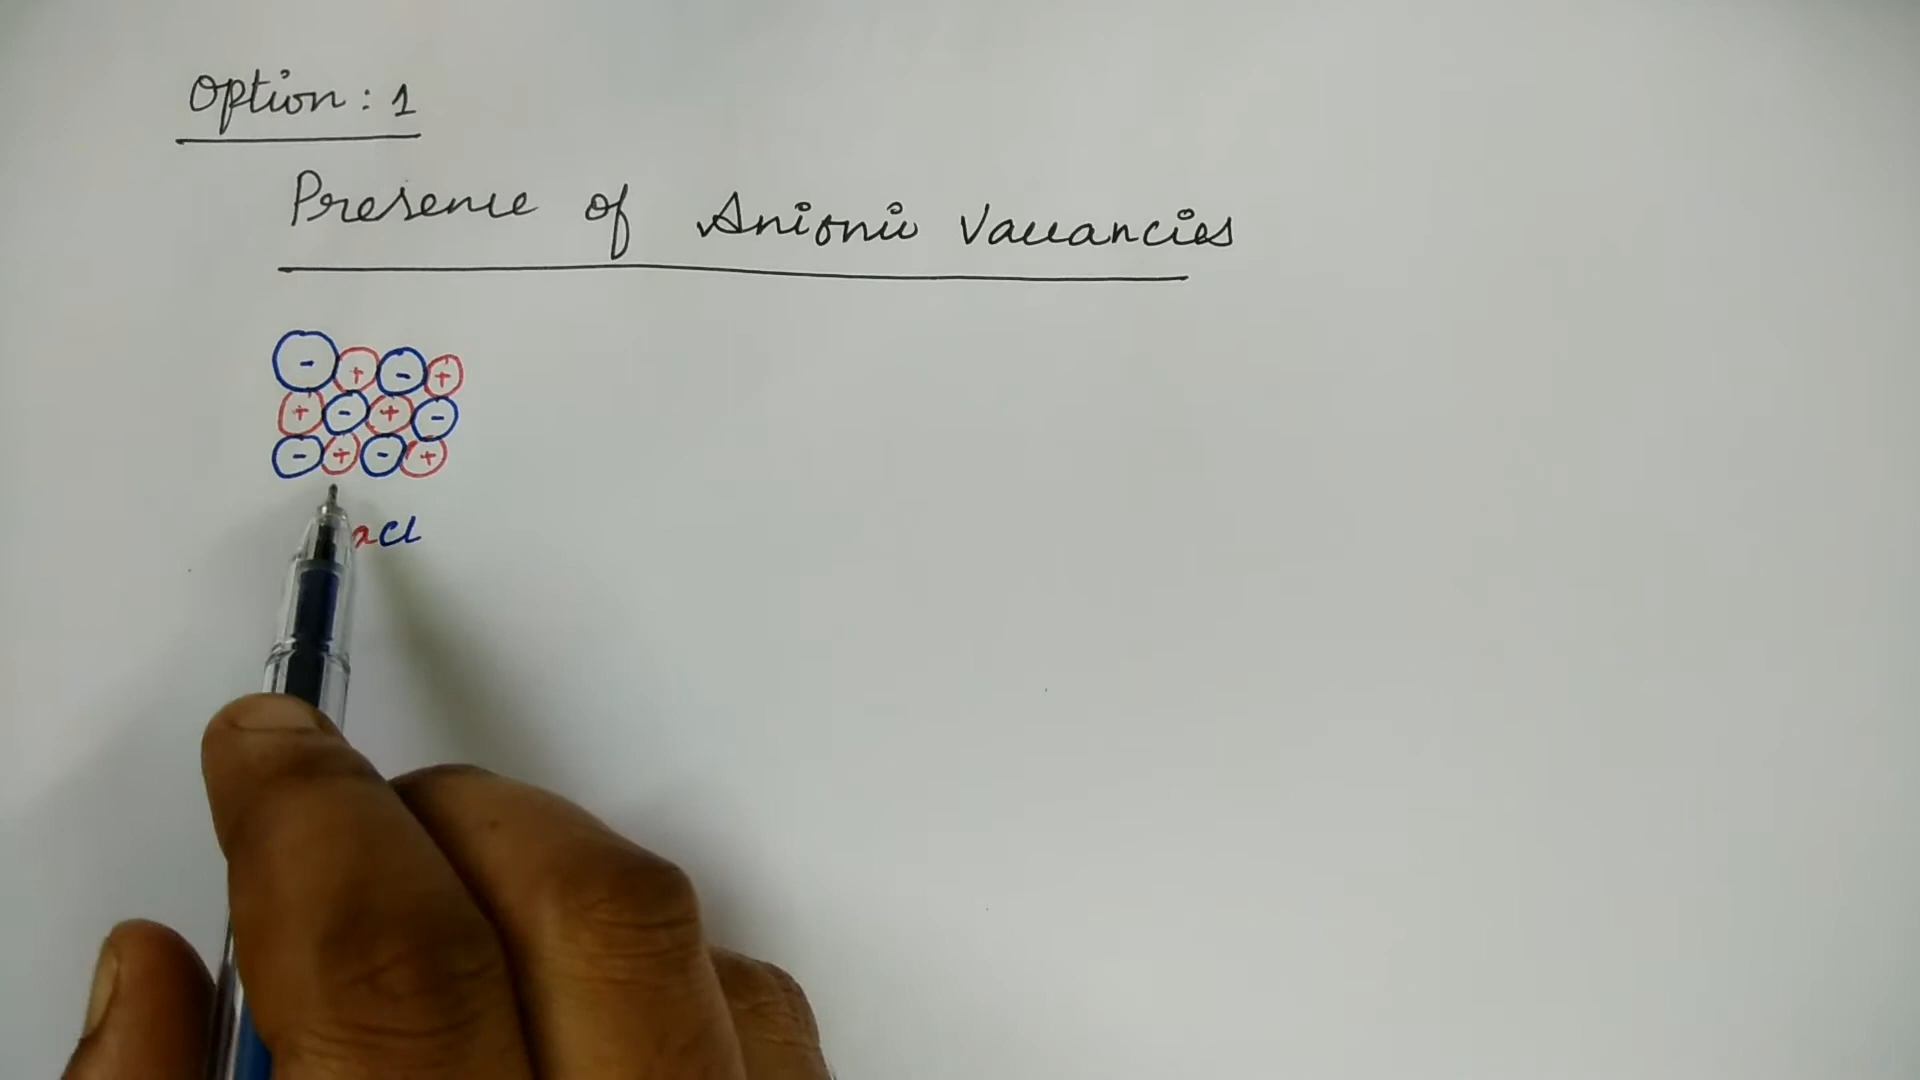 Option : 1
Presence of Anionic Vacancies
- + - +
+ - + -
- + - +
aCl